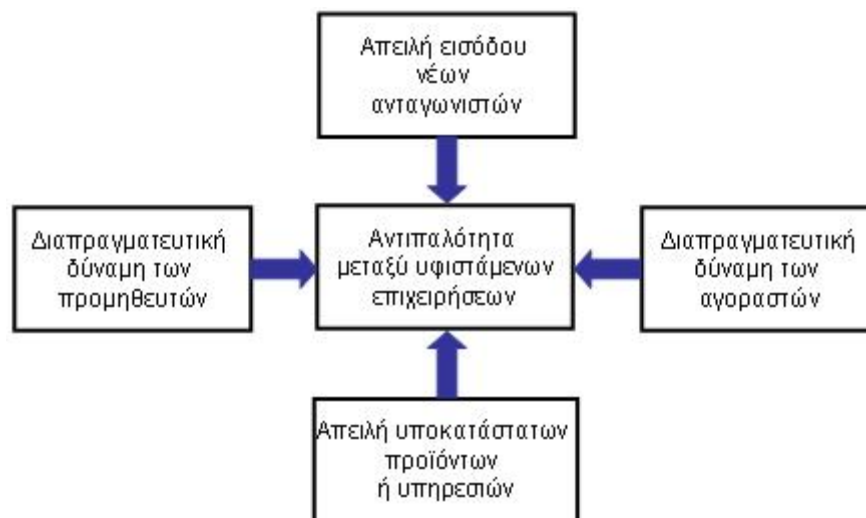 Απειλή εισόδου
νέων
ανταγωνιστών
Διαπραγματευτική
δύναμη των
προμηθευτών
Αντιπαλότητα
μεταξύ υφιστάμενων
επιχειρήσεων
Διαπραγματευτική
δύναμη των
αγοραστών
Απειλή υποκατάστατων
προϊόντων
ή υπηρεσιών